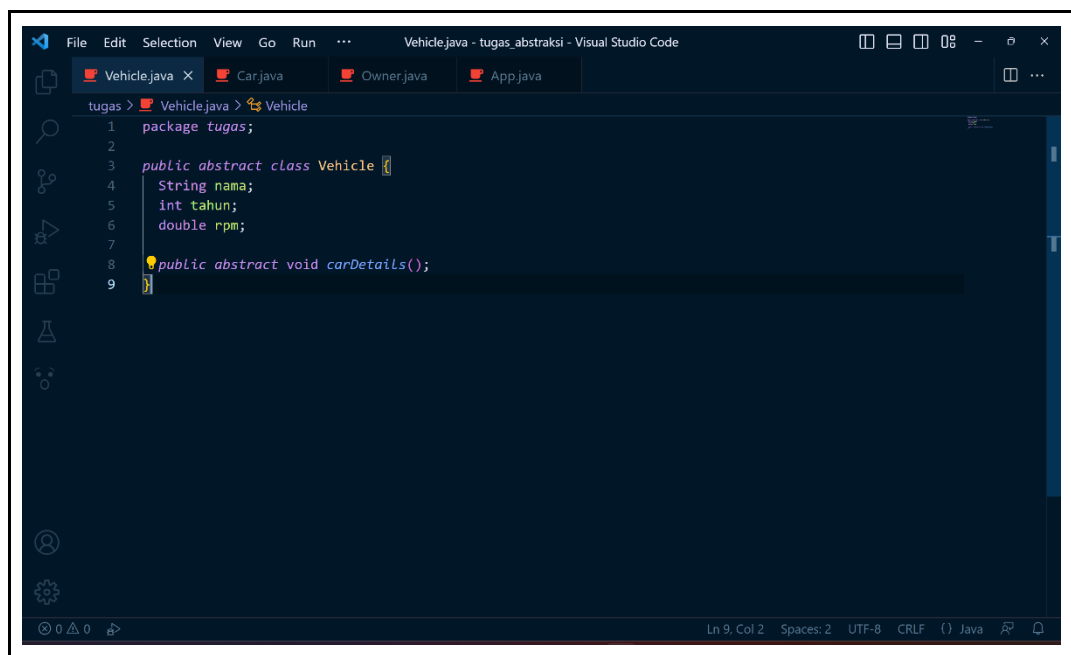 File Edit Selection View Go Run ··· Vehicle.java - tugas_abstraksi - Visual Studio Code
Vehicle.java Car.java Owner.java App.java
tugas > Vehicle.java > Vehicle
1 package tugas;
2
3 public abstract class Vehicle {
4 String nama;
5 int tahun;
6 double rpm;
7
8 public abstract void carDetails();
9 }
0 0 Ln 9, Col 2 Spaces: 2 UTF-8 CRLF {} Java